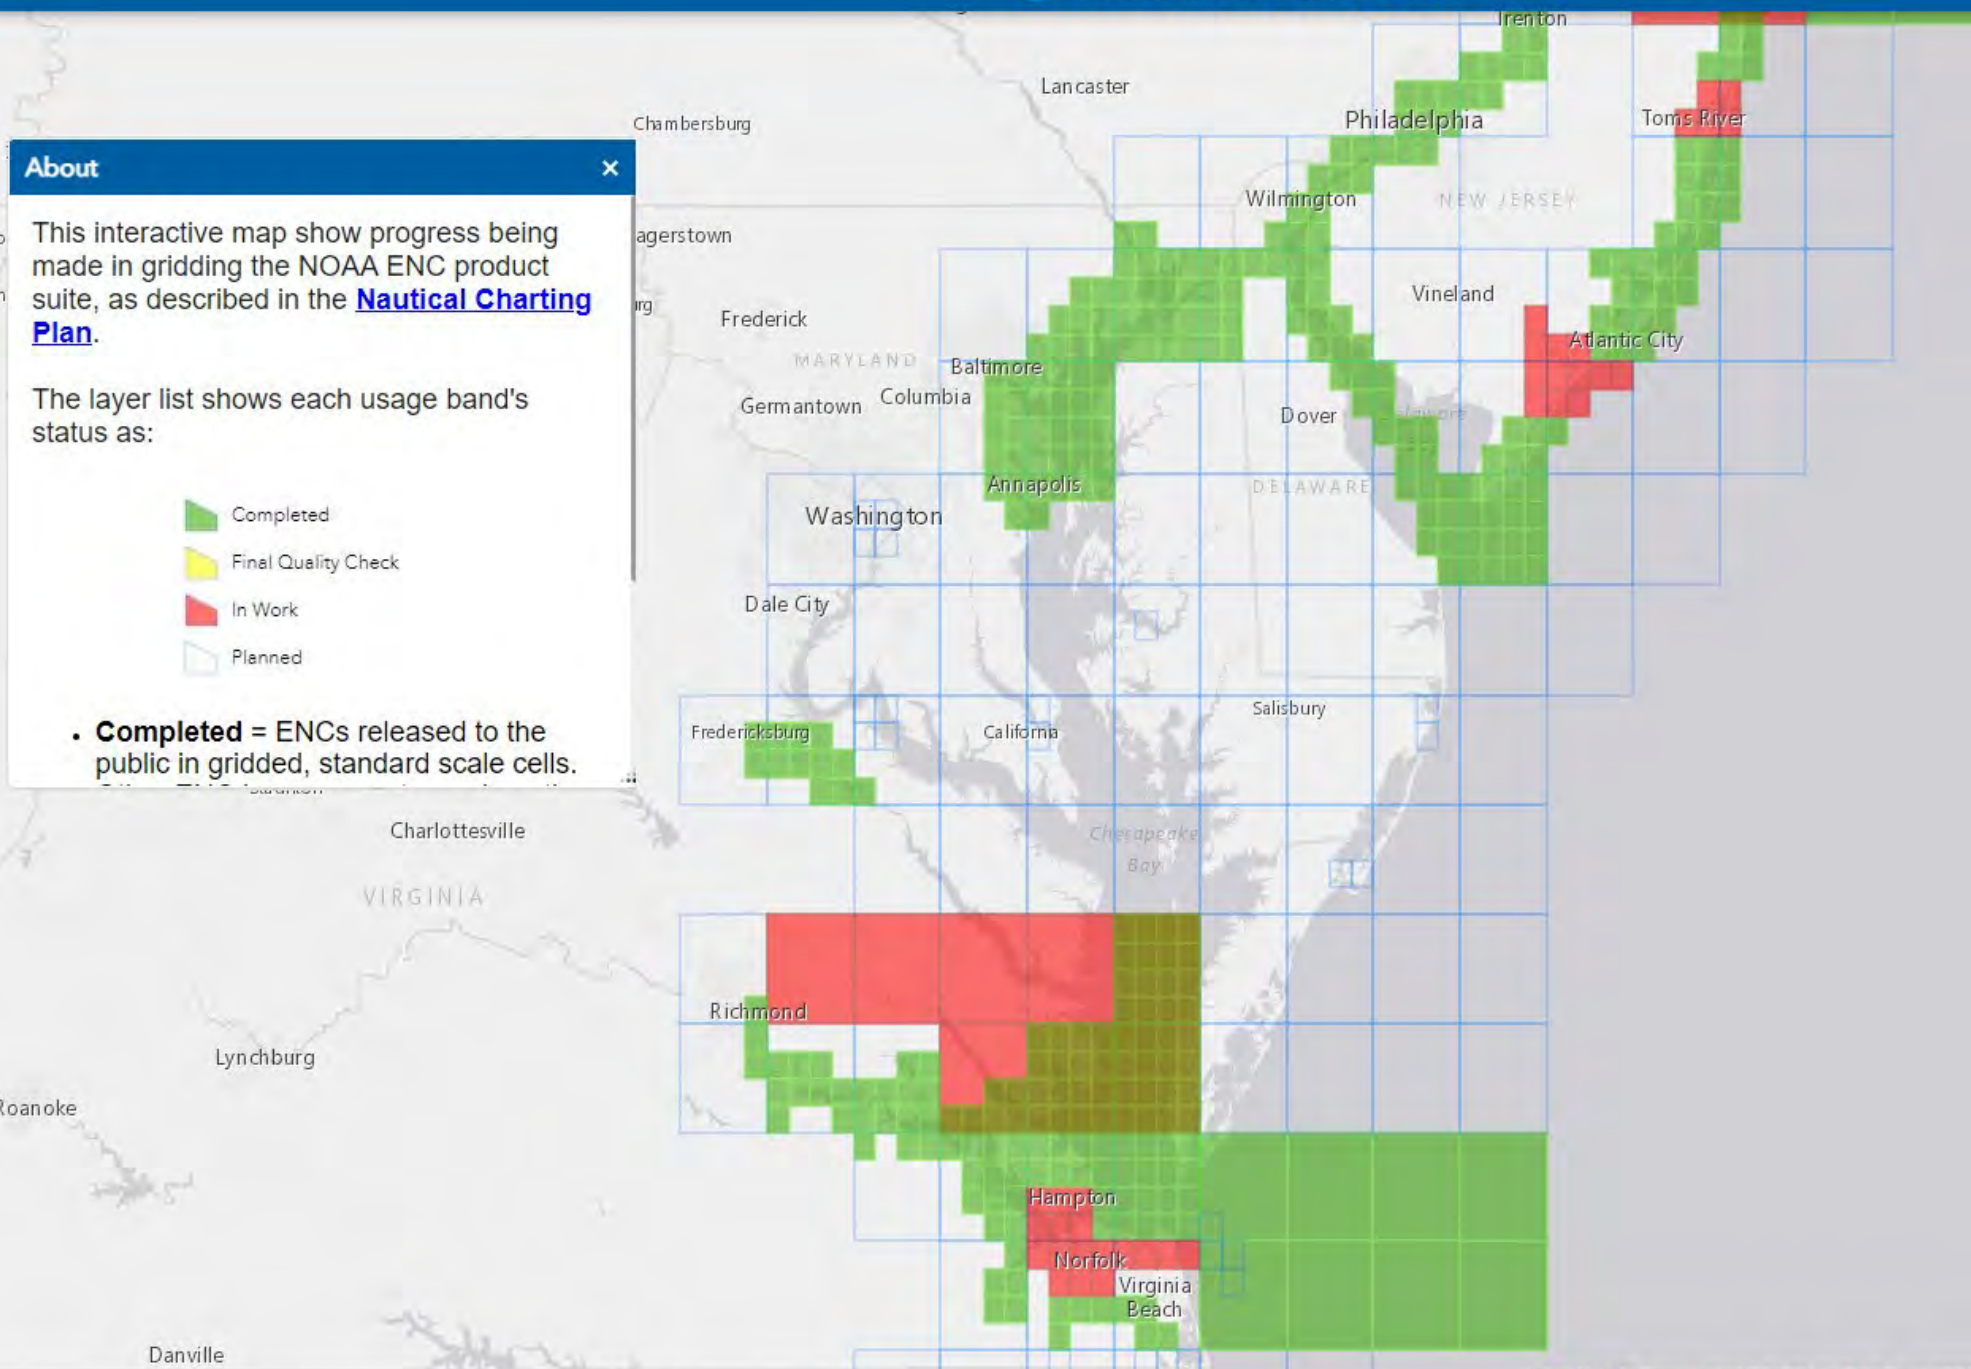 Trenton
Lancaster
Chambersburg
Philadelphia
Toms River
About
×
Wilmington
NEW JERSEY
This interactive map show progress being
made in gridding the NOAA ENC product
suite, as described in the Nautical Charting
Plan.
agerstown
Vineland
rg
Frederick
Atlantic City
MARYLAND
Baltimore
Columbia
Germantown
Dover
The layer list shows each usage band's
status as:
Annapolis
DELAWARE
Washington
Completed
Final Quality Check
In Work
Planned
Dale City
Salisbury
Fredericksburg
California
• Completed = ENCs released to the
public in gridded, standard scale cells.
Charlottesville
Chesapeake
Bay
VIRGINIA
Richmond
Lynchburg
Roanoke
Hampton
Norfolk
Virginia
Beach
Danville